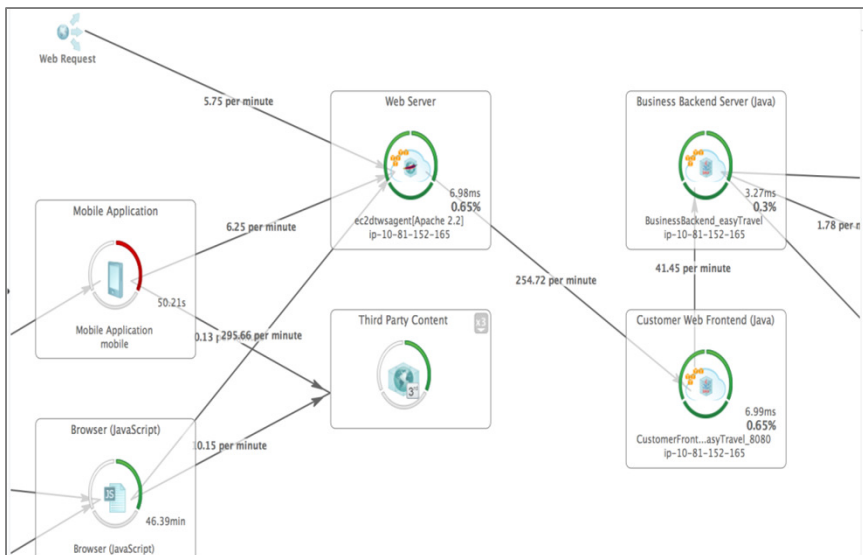 Web Request
5.75 per minute
Web Server
6.98ms
0.65%
ec2dtwsagent[Apache 2.2]
ip-10-81-152-165
Business Backend Server (Java)
3.27ms
0.3%
BusinessBackend_easyTravel
ip-10-81-152-165
1.78 per
Mobile Application
6.25 per minute
50.21s
Mobile Application
mobile
0.13 p
295.66 per minute
254.72 per minute
41.45 per minute
Third Party Content
x3
3
Customer Web Frontend (Java)
6.99ms
0.65%
CustomerFront...asyTravel_8080
ip-10-81-152-165
Browser (JavaScript)
JS
10.15 per minute
46.39min
Browser (JavaScript)